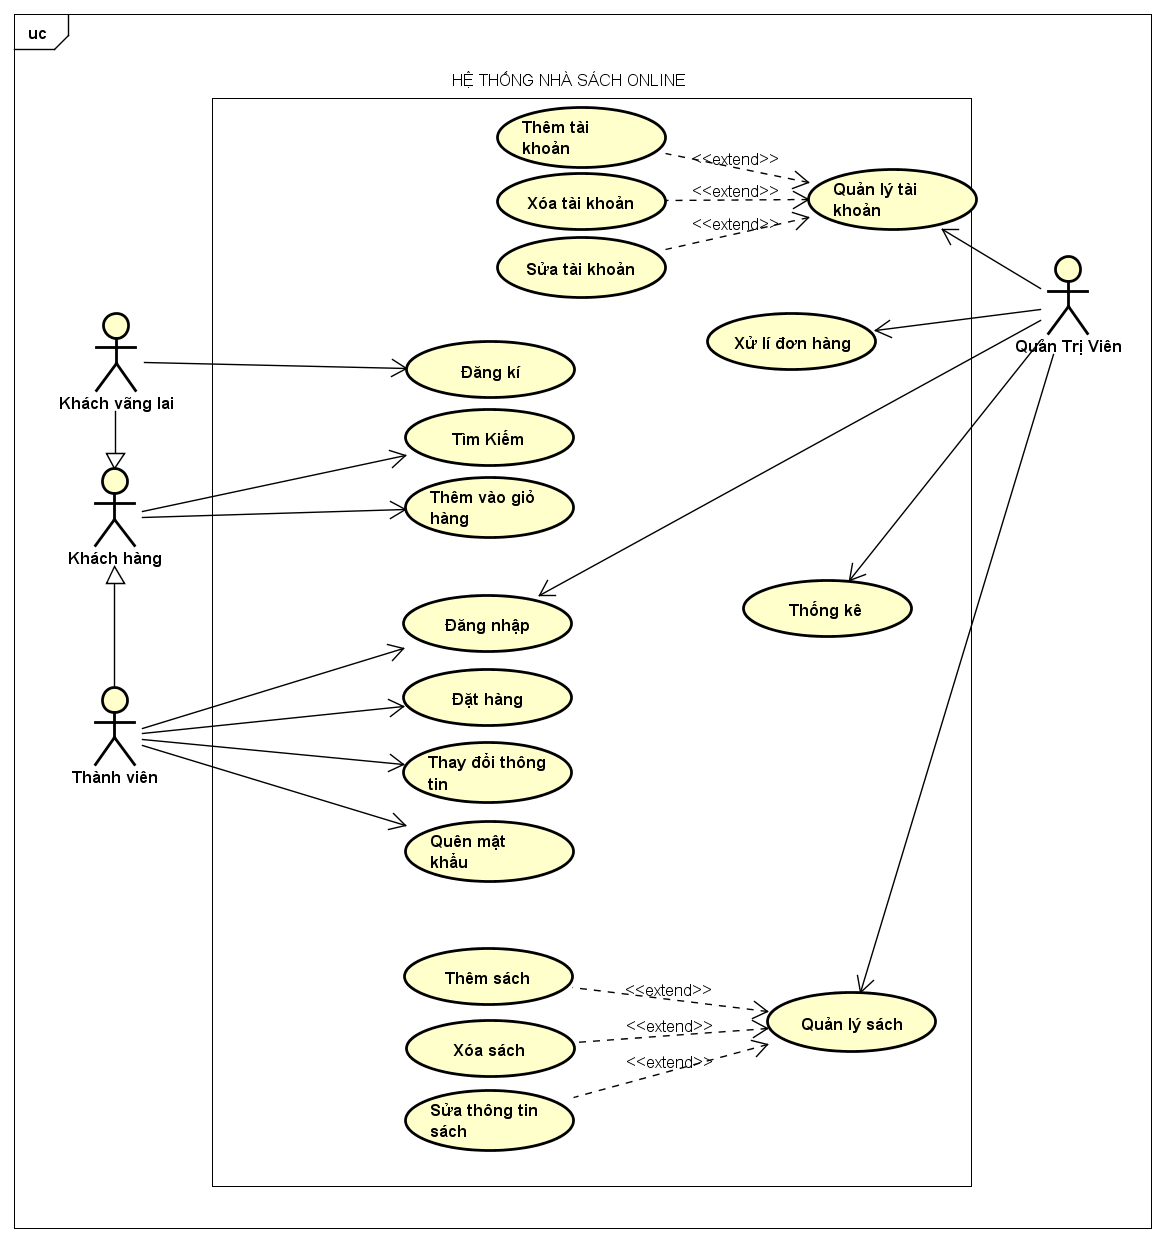 uc
HỆ THỐNG NHÀ SÁCH ONLINE
Thêm tài
khoản
<<extend>>
Xóa tài khoản
<<extend>>
Quản lý tài
khoản
Sửa tài khoản
<<extend>>
Xử lí đơn hàng
Quản Trị Viên
Khách vãng lai
Đăng kí
Tìm Kiếm
Thêm vào giỏ
hàng
Khách hàng
Đăng nhập
Thống kê
Đặt hàng
Thay đổi thông
tin
Thành viên
Quên mật
khẩu
Thêm sách
<<extend>>
Xóa sách
<<extend>>
Quản lý sách
<<extend>>
Sửa thông tin
sách